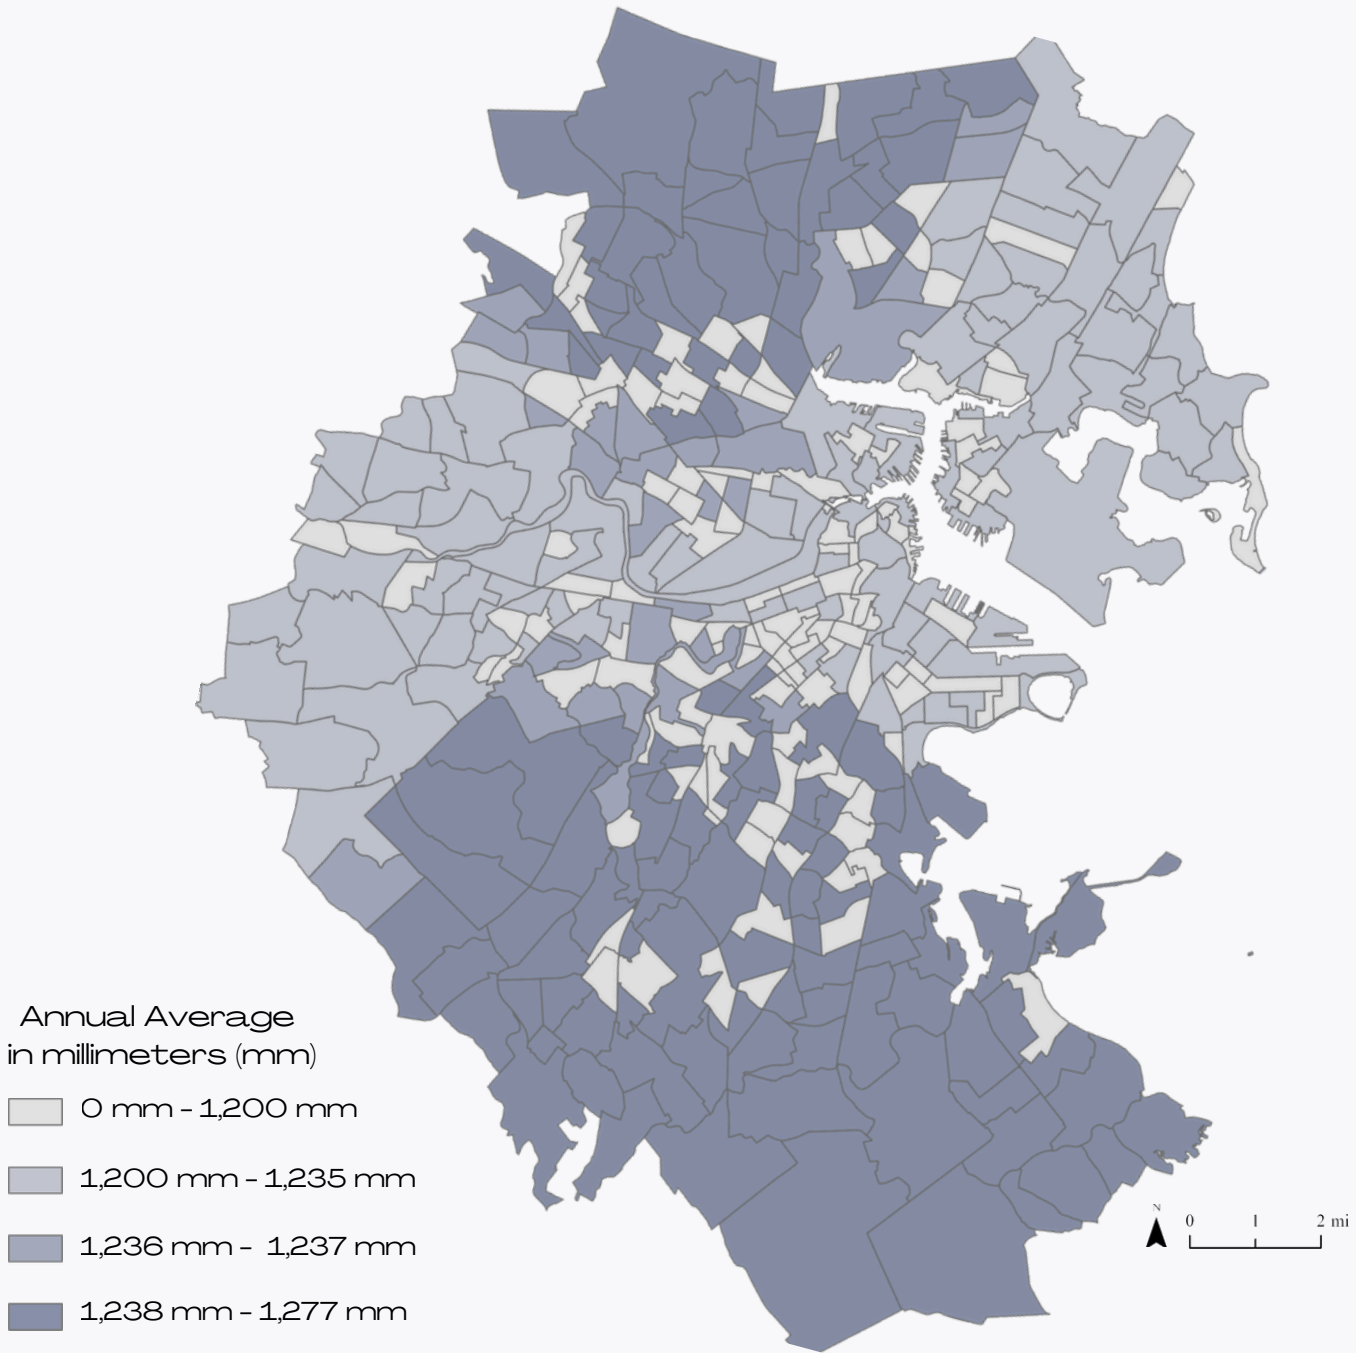 Annual Average
in millimeters (mm)
0 mm - 1,200 mm
1,200 mm - 1,235 mm
1,236 mm -  1,237 mm
1,238 mm - 1,277 mm
N
0 1 2 mi